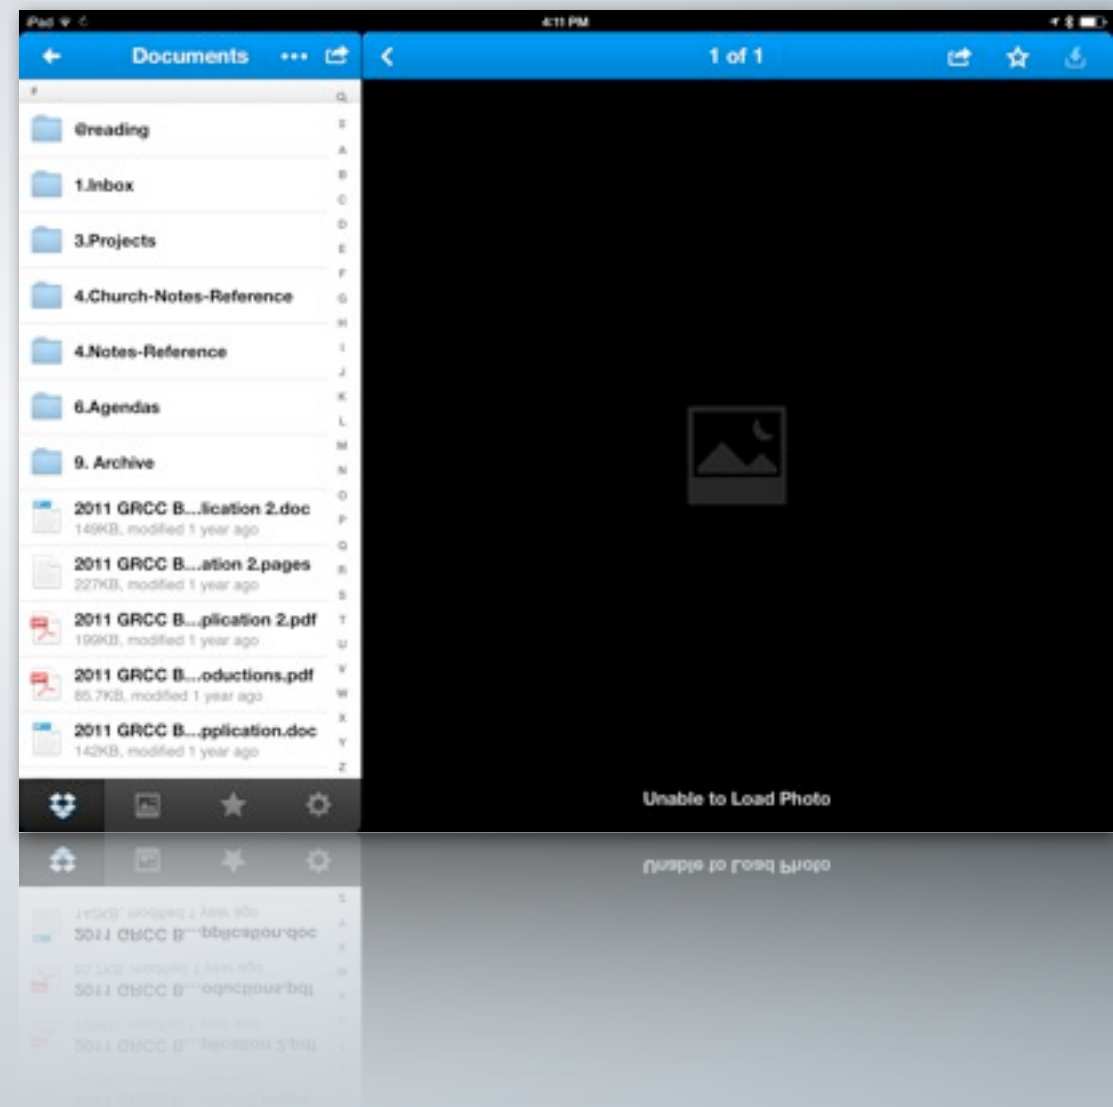 iPad 4:11 PM
Documents
1 of 1
#
@reading
1.Inbox
3.Projects
4.Church-Notes-Reference
4.Notes-Reference
6.Agendas
9. Archive
2011 GRCC B...lication 2.doc
149KB, modified 1 year ago
2011 GRCC B...ation 2.pages
227KB, modified 1 year ago
2011 GRCC B...plication 2.pdf
199KB, modified 1 year ago
2011 GRCC B...oductions.pdf
85.7KB, modified 1 year ago
2011 GRCC B...pplication.doc
142KB, modified 1 year ago
A
B
C
D
E
F
G
H
I
J
K
L
M
N
O
P
Q
R
S
T
U
V
W
X
Y
Z
Unable to Load Photo